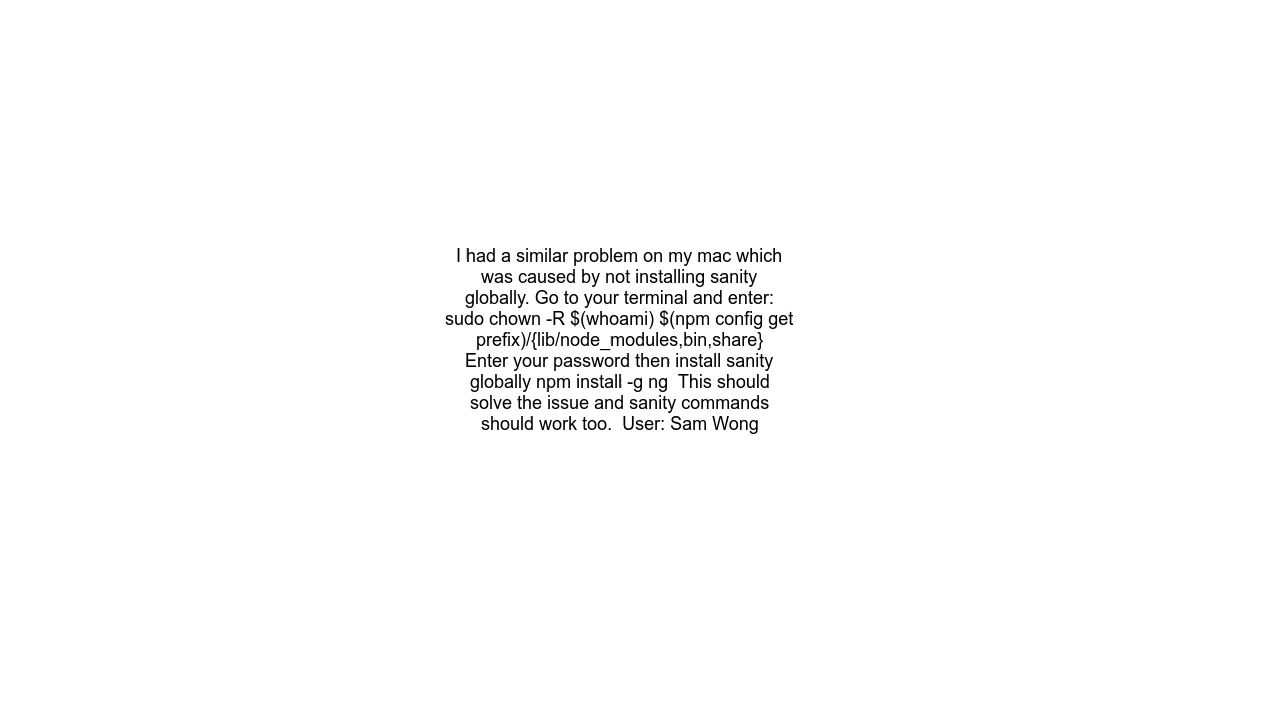 I had a similar problem on my mac which
was caused by not installing sanity
globally. Go to your terminal and enter:
sudo chown -R $(whoami) $(npm config get
prefix)/{lib/node_modules,bin,share}
Enter your password then install sanity
globally npm install -g ng  This should
solve the issue and sanity commands
should work too.  User: Sam Wong